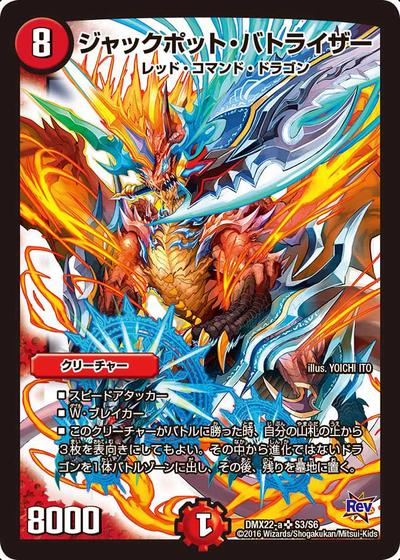 8
ジャックポット・バトライザー
レッド・コマンド・ドラゴン
illus. YOICHI ITO
クリーチャー
■ スピードアタッカー
■ W・ブレイカー
■ このクリーチャーがバトルに勝った時、自分の山札の上から
３枚を表向きにしてもよい。その中から進化ではないドラ
ゴンを１体バトルゾーンに出し、その後、残りを墓地に置く。
8000
1
Rev
DMX22-a S3/S6
©2016 Wizards/Shogakukan/Mitsui-Kids